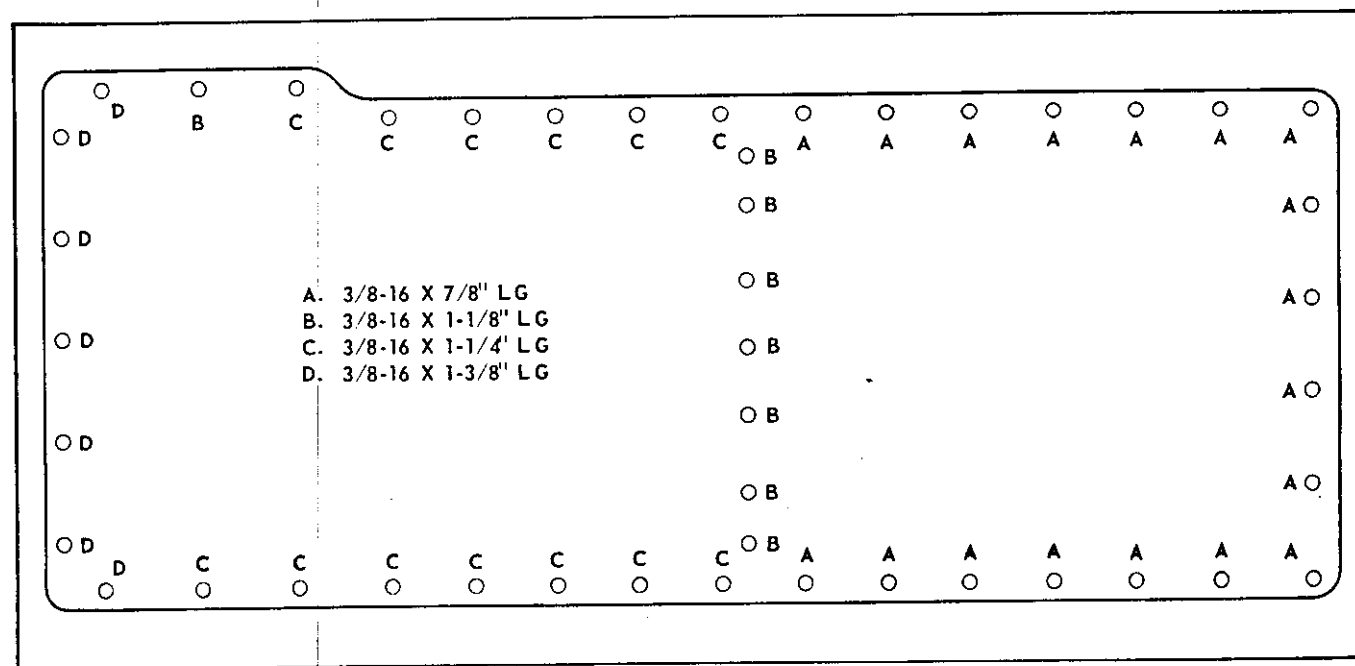 D B C C C C C C A A A A A A A
D B A
D B A
B
D B A
B A
D B A
D B
D C C C C C C C A A A A A A A
A. 3/8-16 X 7/8" LG
B. 3/8-16 X 1-1/8" LG
C. 3/8-16 X 1-1/4" LG
D. 3/8-16 X 1-3/8" LG